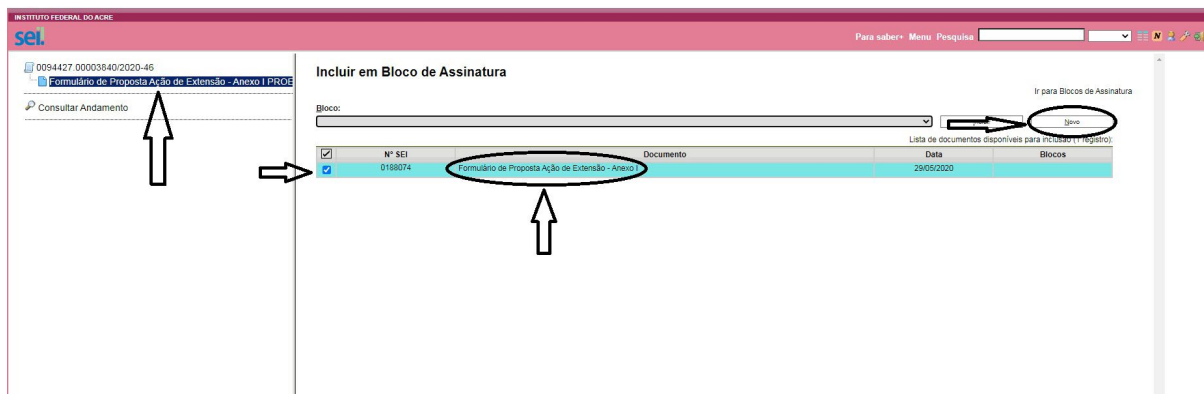 INSTITUTO FEDERAL DO ACRE
sei.
Para saber+ Menu Pesquisa
N
0094427.00003840/2020-46
Formulário de Proposta Ação de Extensão - Anexo I PROE
Consultar Andamento
Incluir em Bloco de Assinatura
Ir para Blocos de Assinatura
Bloco:
Novo
Lista de documentos disponíveis para inclusão (1 registro):
Nº SEI Documento Data Blocos
0188074 Formulário de Proposta Ação de Extensão - Anexo I 29/05/2020